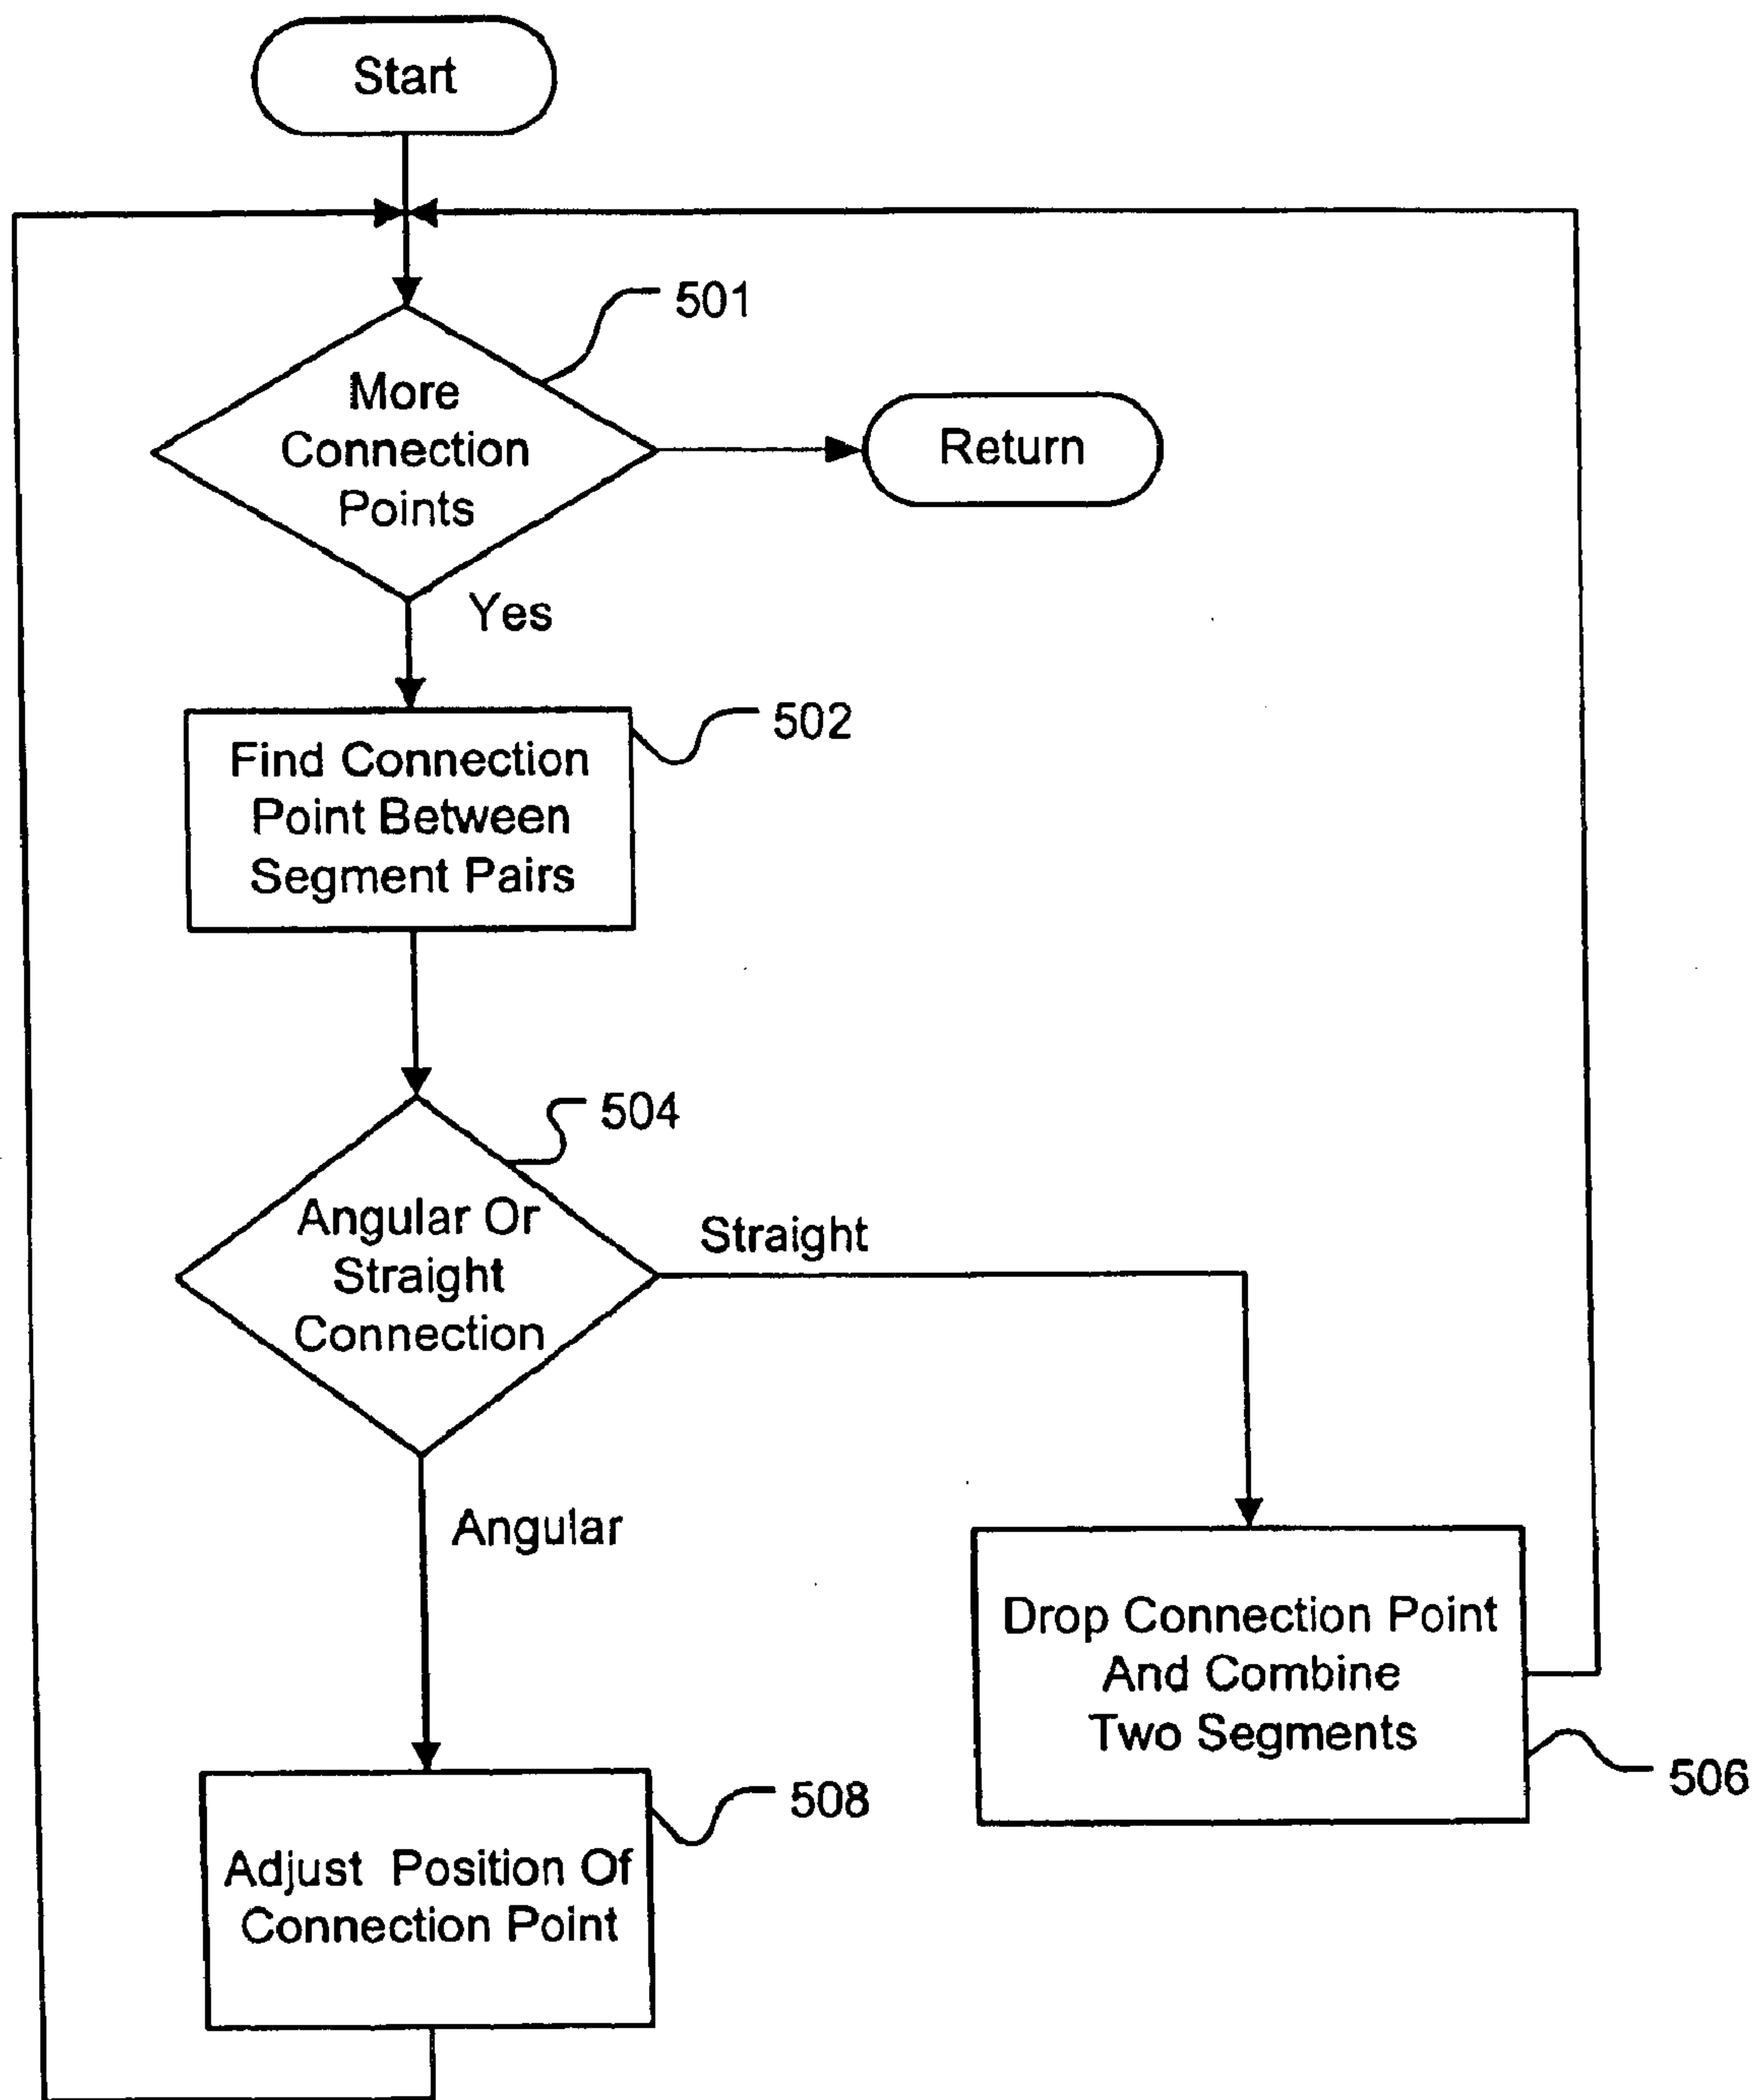 Start
501
More
Connection
Points
Return
Yes
502
Find Connection
Point Between
Segment Pairs
504
Angular Or
Straight
Connection
Straight
Angular
Drop Connection Point
And Combine
Two Segments
506
508
Adjust Position Of
Connection Point